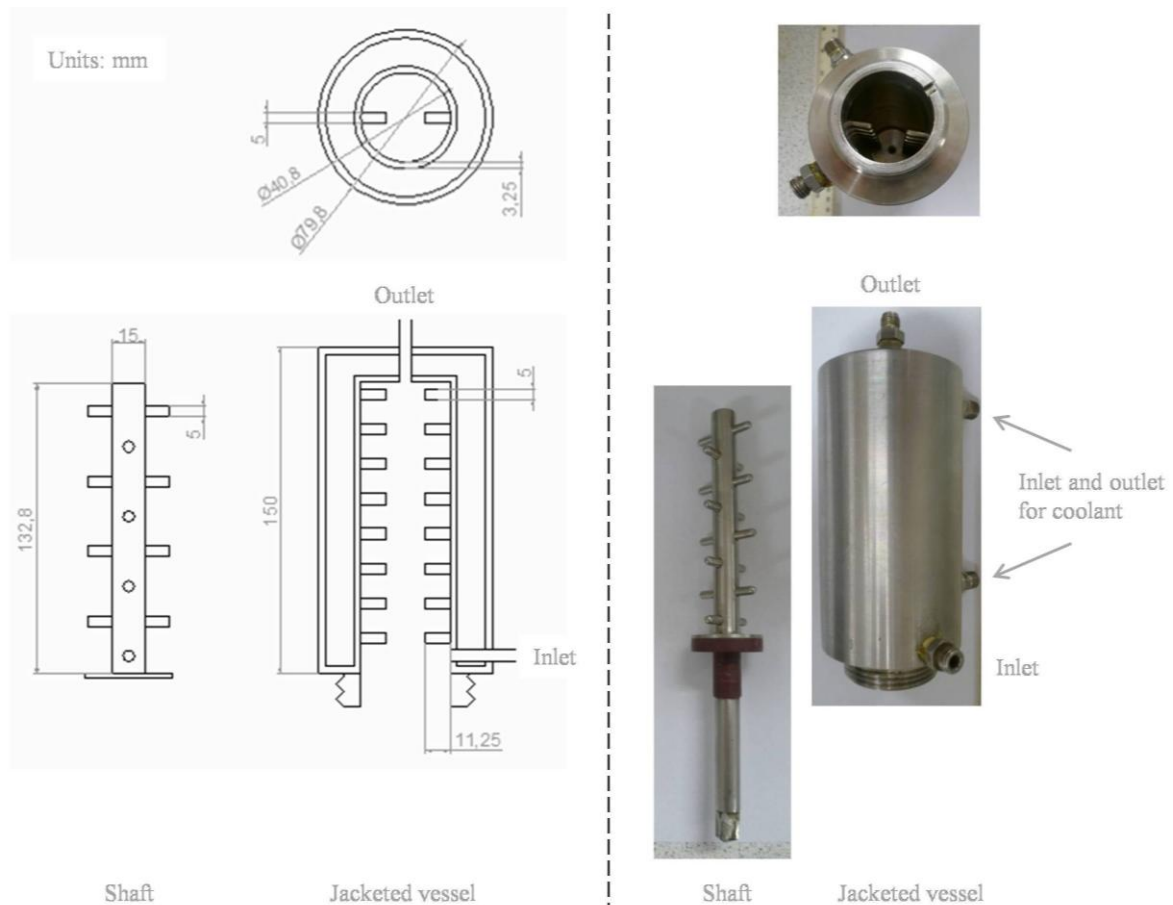 Units: mm
5
Ø40,8
Ø79,8
3,25
Outlet
Outlet
15
5
132,8
150
5
Inlet
11,25
Inlet and outlet
for coolant
Inlet
Shaft
Jacketed vessel
Shaft
Jacketed vessel